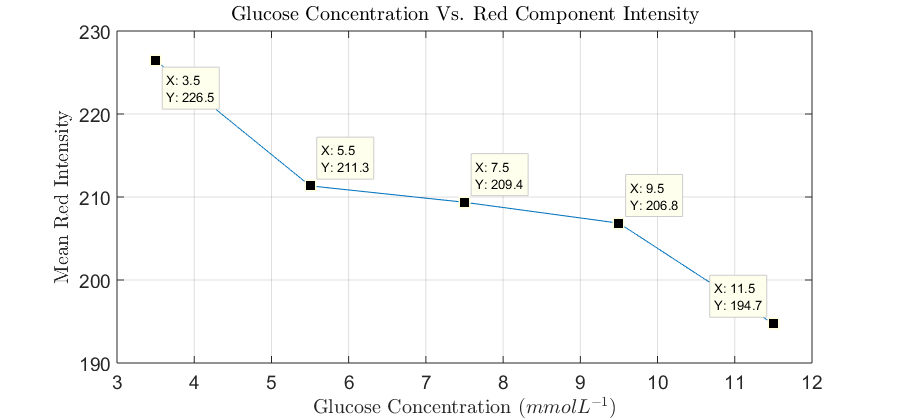 Glucose Concentration Vs. Red Component Intensity
Mean Red Intensity
230
220
210
200
190
X: 3.5
Y: 226.5
X: 5.5
Y: 211.3
X: 7.5
Y: 209.4
X: 9.5
Y: 206.8
X: 11.5
Y: 194.7
3 4 5 6 7 8 9 10 11 12
Glucose Concentration (mmolL⁻¹)